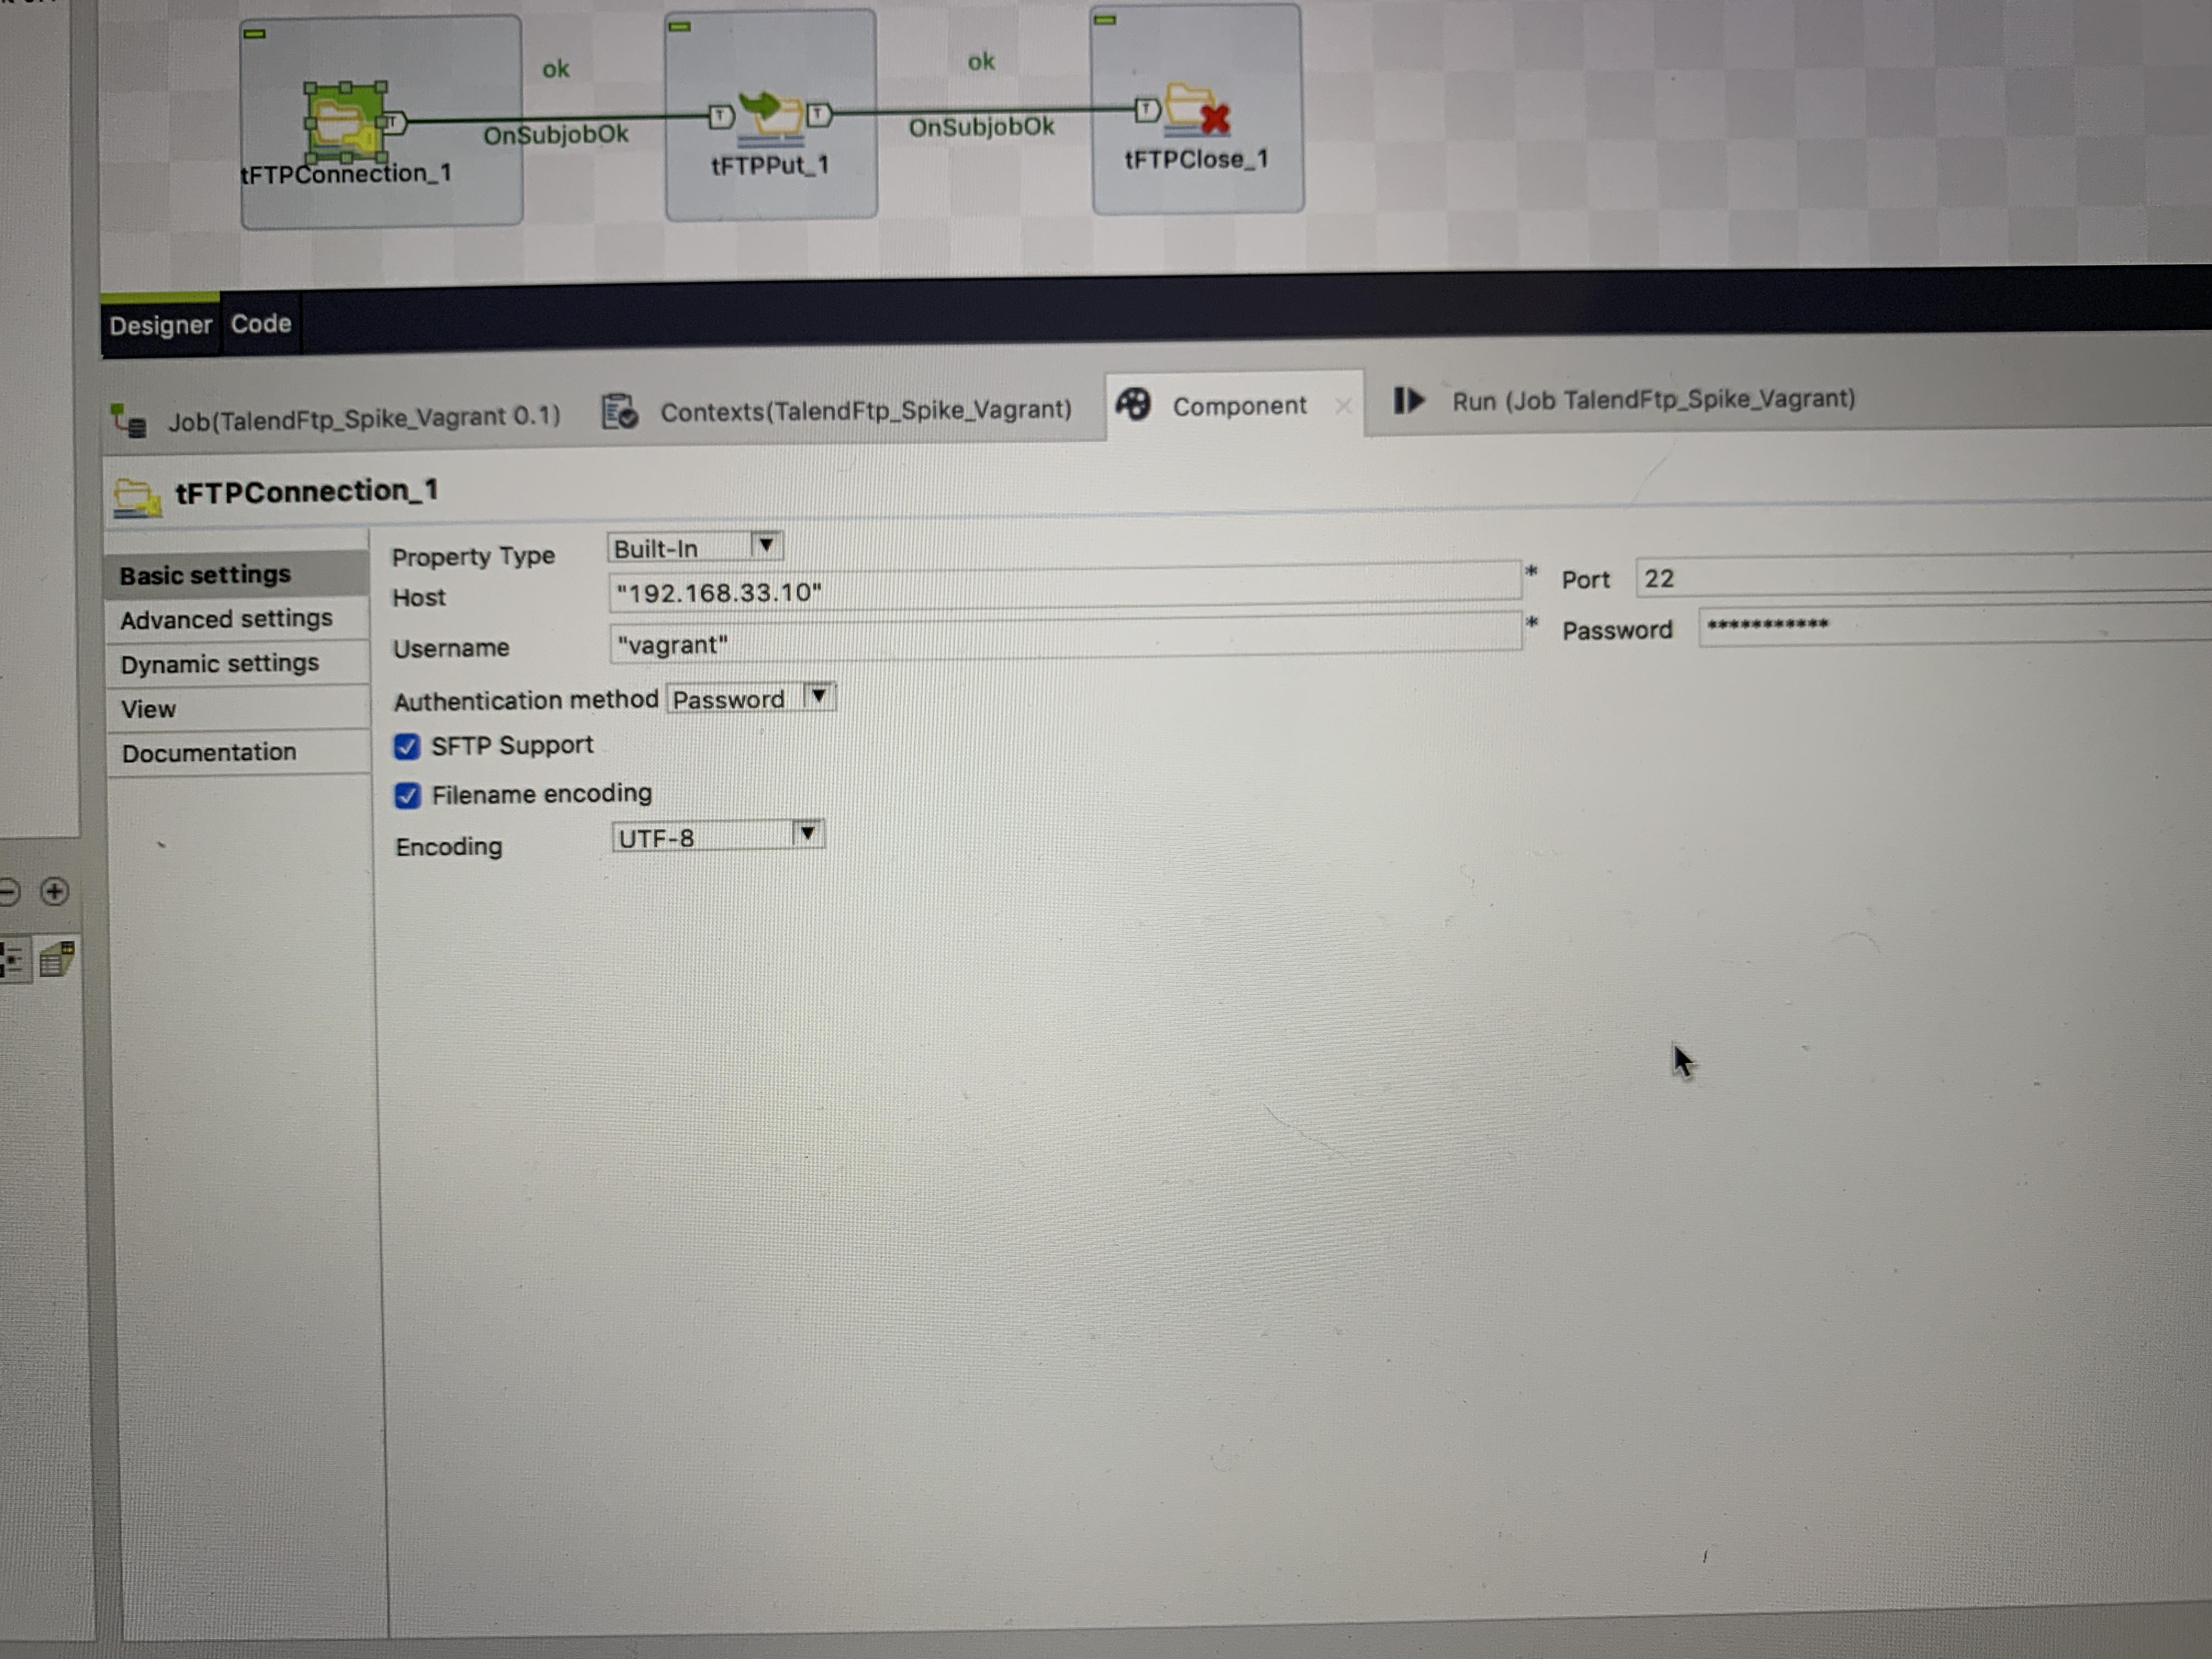 ok
ok
OnSubjobOk
OnSubjobOk
tFTPConnection_1
tFTPPut_1
tFTPClose_1
Designer
Code
Job(TalendFtp_Spike_Vagrant 0.1)
Contexts(TalendFtp_Spike_Vagrant)
Component
Run (Job TalendFtp_Spike_Vagrant)
tFTPConnection_1
Basic settings
Advanced settings
Dynamic settings
View
Documentation
Property Type Built-In
Host "192.168.33.10" * Port 22
Username "vagrant" * Password ***********
Authentication method Password
SFTP Support
Filename encoding
Encoding UTF-8